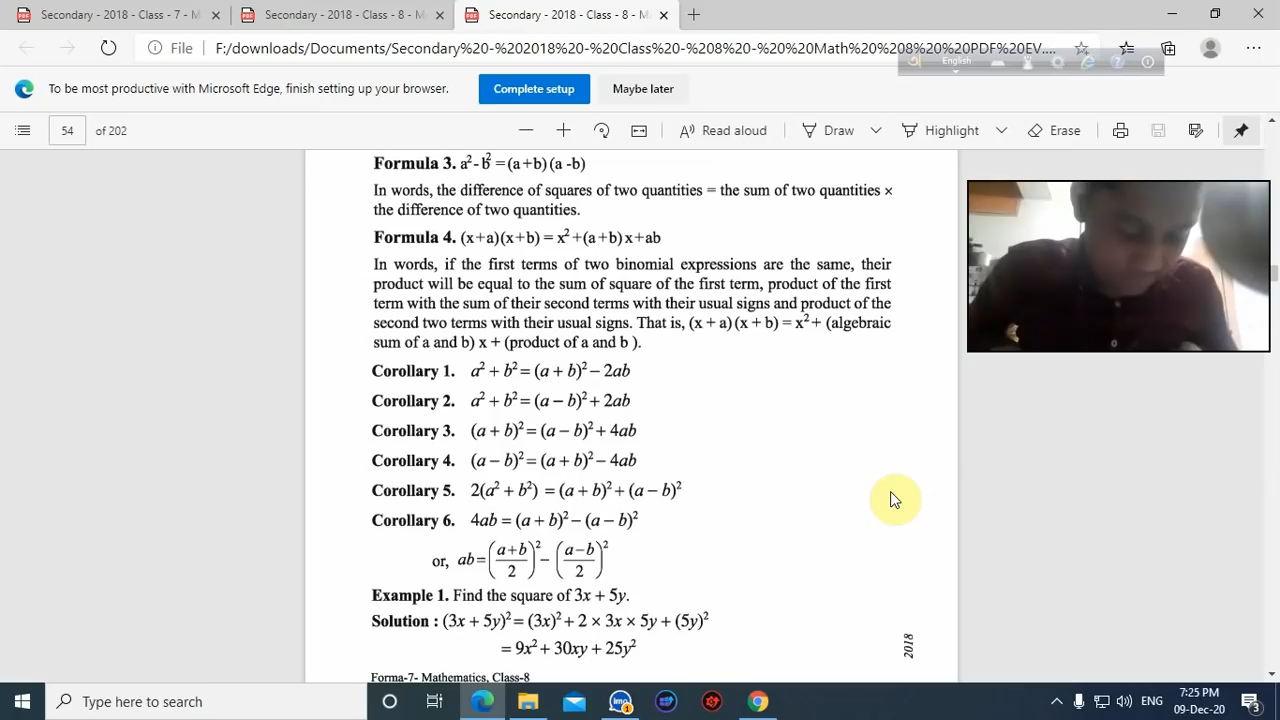 Secondary - 2018 - Class - 7 - M
Secondary - 2018 - Class - 8 - M
Secondary - 2018 - Class - 8 - M
File F:/downloads/Documents/Secondary%20-%202018%20-%20Class%20-%208%20-%20%20Math%20%208%20%20PDF%20EV....
English
To be most productive with Microsoft Edge, finish setting up your browser. Complete setup Maybe later
54 of 202 Read aloud Draw Highlight Erase
Formula 3. a²-b²=(a+b)(a -b)
In words, the difference of squares of two quantities = the sum of two quantities ×
the difference of two quantities.
Formula 4. (x+a)(x+b)=x²+(a+b)x+ab
In words, if the first terms of two binomial expressions are the same, their
product will be equal to the sum of square of the first term, product of the first
term with the sum of their second terms with their usual signs and product of the
second two terms with their usual signs. That is, (x + a)(x + b) = x²+ (algebraic
sum of a and b) x + (product of a and b ).
Corollary 1. a² + b² = (a + b)² − 2ab
Corollary 2. a² + b² = (a − b)² + 2ab
Corollary 3. (a + b)² = (a − b)² + 4ab
Corollary 4. (a − b)² = (a + b)² − 4ab
Corollary 5. 2(a² + b²) = (a + b)² + (a − b)²
Corollary 6. 4ab = (a + b)² − (a − b)²
or, ab = ((a+b)/2)² − ((a−b)/2)²
Example 1. Find the square of 3x + 5y.
Solution : (3x + 5y)² = (3x)² + 2 × 3x × 5y + (5y)²
= 9x² + 30xy + 25y²
2018
Forma-7- Mathematics, Class-8
Type here to search
ENG
7:25 PM
09-Dec-20
3